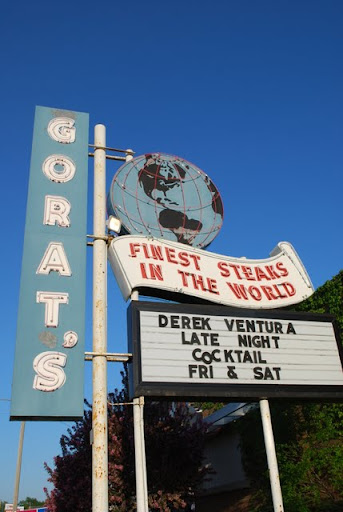 GORAT'S
FINEST STEAKS
IN THE WORLD
DEREK VENTURA
LATE NIGHT
COCKTAIL
FRI & SAT